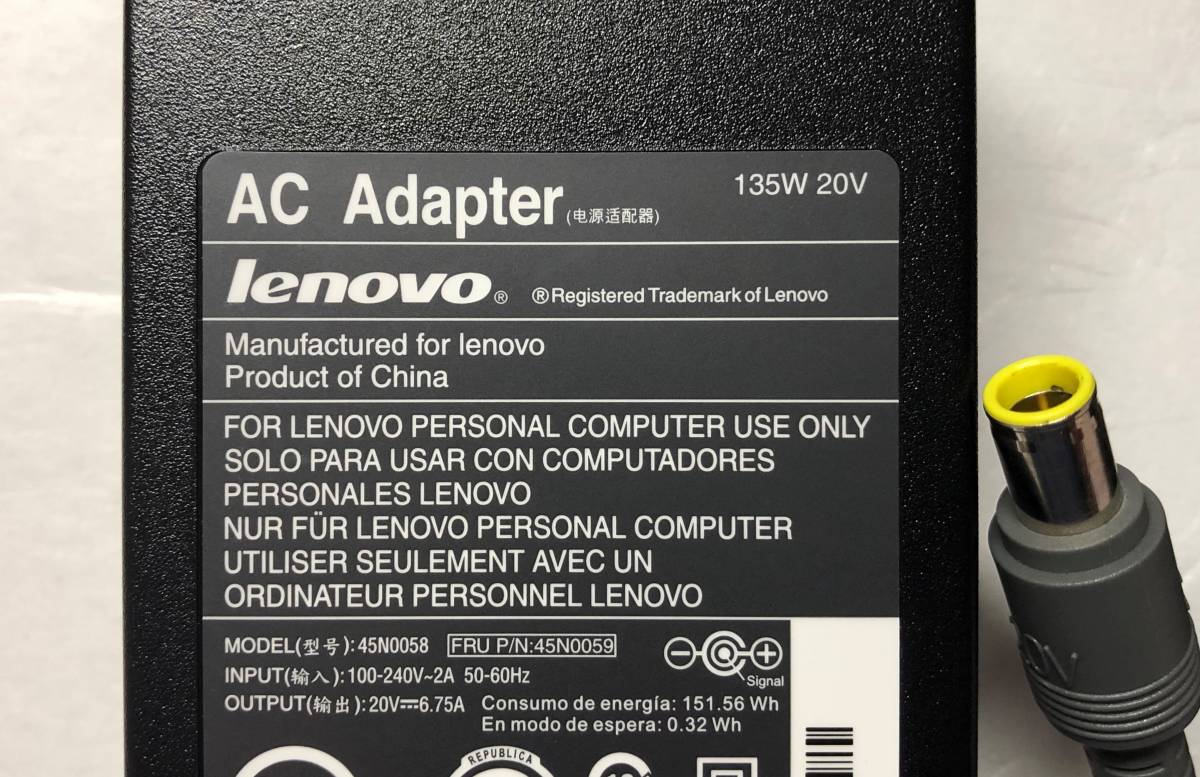 AC Adapter (电源适配器) 135W 20V
lenovo® ®Registered Trademark of Lenovo
Manufactured for lenovo
Product of China
FOR LENOVO PERSONAL COMPUTER USE ONLY
SOLO PARA USAR CON COMPUTADORES
PERSONALES LENOVO
NUR FÜR LENOVO PERSONAL COMPUTER
UTILISER SEULEMENT AVEC UN
ORDINATEUR PERSONNEL LENOVO
MODEL(型号):45N0058 FRU P/N:45N0059
Signal
INPUT(输入):100-240V~2A 50-60Hz
OUTPUT(输出):20V⎓6.75A Consumo de energía: 151.56 Wh
En modo de espera: 0.32 Wh
REPUBLICA